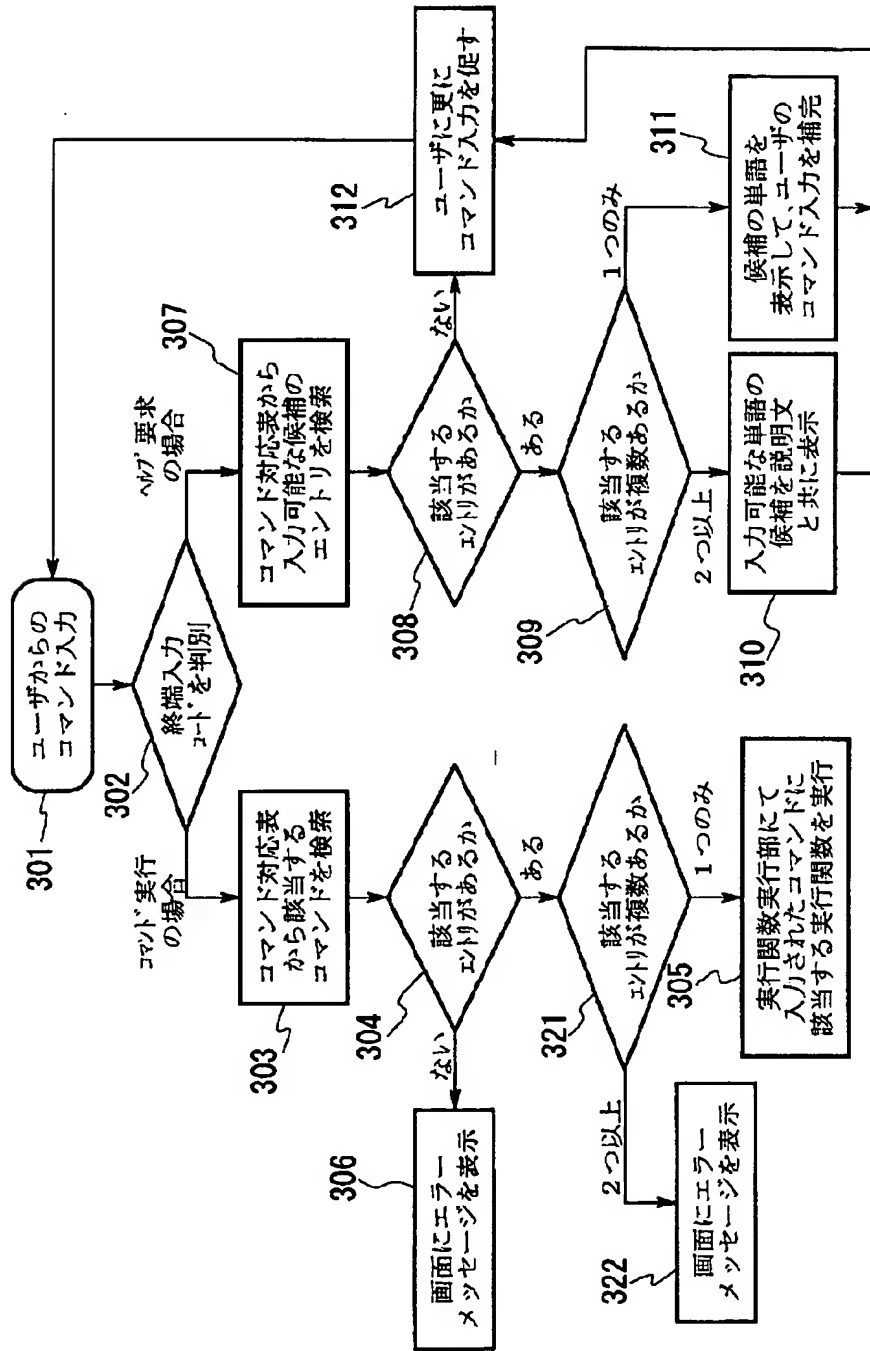 301
ユーザからの
コマンド入力
302
終端入力
コードを判別
コマンド実行
の場合
303
コマンド対応表
から該当する
コマンドを検索
304
該当する
エントリがあるか
ない
306
画面にエラー
メッセージを表示
ある
321
該当する
エントリが複数あるか
2つ以上
322
画面にエラー
メッセージを表示
1つのみ
305
実行関数実行部にて
入力されたコマンドに
該当する実行関数を実行
ヘルプ要求
の場合
307
コマンド対応表から
入力可能な候補の
エントリを検索
308
該当する
エントリがあるか
ない
312
ユーザに更に
コマンド入力を促す
ある
309
該当する
エントリが複数あるか
2つ以上
310
入力可能な単語の
候補を説明文
と共に表示
1つのみ
311
候補の単語を
表示して、ユーザの
コマンド入力を補完